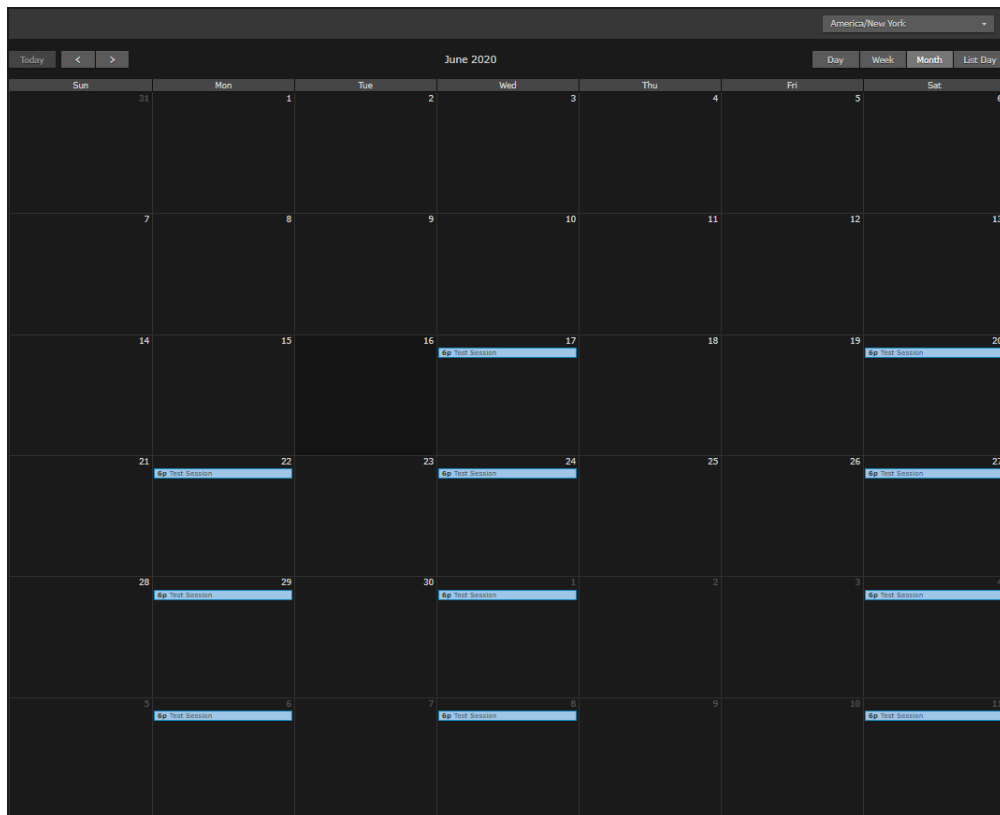 America/New York
Today < > June 2020 Day Week Month List Day
Sun Mon Tue Wed Thu Fri Sat
31 1 2 3 4 5 6
7 8 9 10 11 12 13
14 15 16 17 18 19 20
6p Test Session 6p Test Session
21 22 23 24 25 26 27
6p Test Session 6p Test Session 6p Test Session
28 29 30 1 2 3 4
6p Test Session 6p Test Session 6p Test Session
5 6 7 8 9 10 11
6p Test Session 6p Test Session 6p Test Session